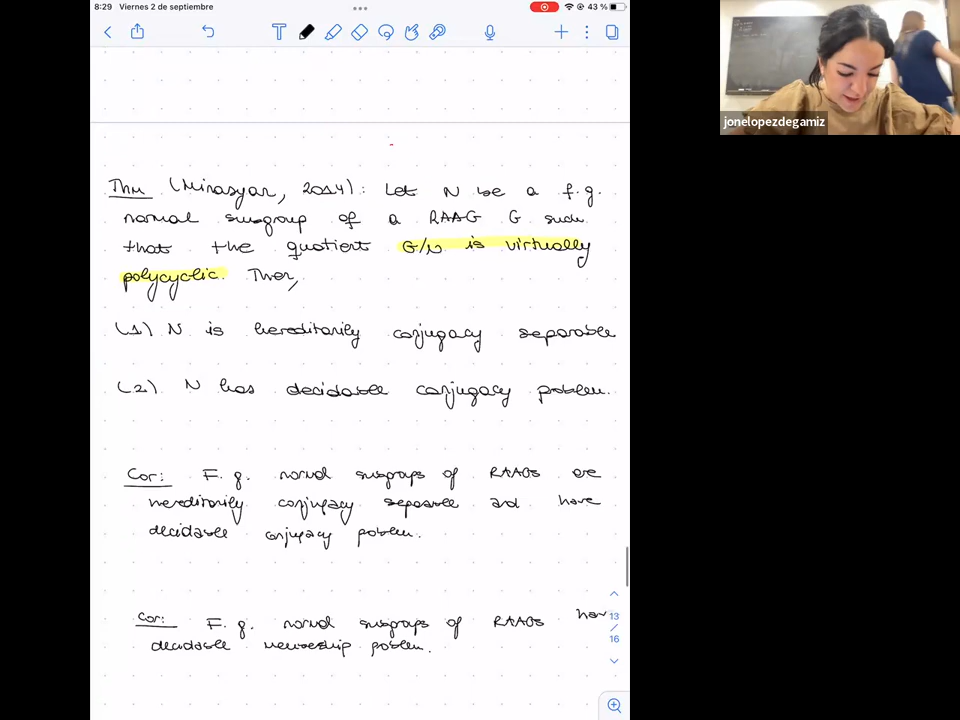 8:29 Viernes 2 de septiembre
43 %
jonelopezdegamiz
Thm (Minasyan, 2014): Let N be a f.g.
normal subgroup of a RAAG G such
that the quotient G/N is virtually
polycyclic. Then,
(1) N is hereditarily conjugacy separable
(2) N has decidable conjugacy problem.
Cor: F. g. normal subgroups of RAAGs are
hereditarily conjugacy separable and have
decidable conjugacy problem.
Cor: F. g. normal subgroups of RAAGs have
decidable membership problem.
13
/
16